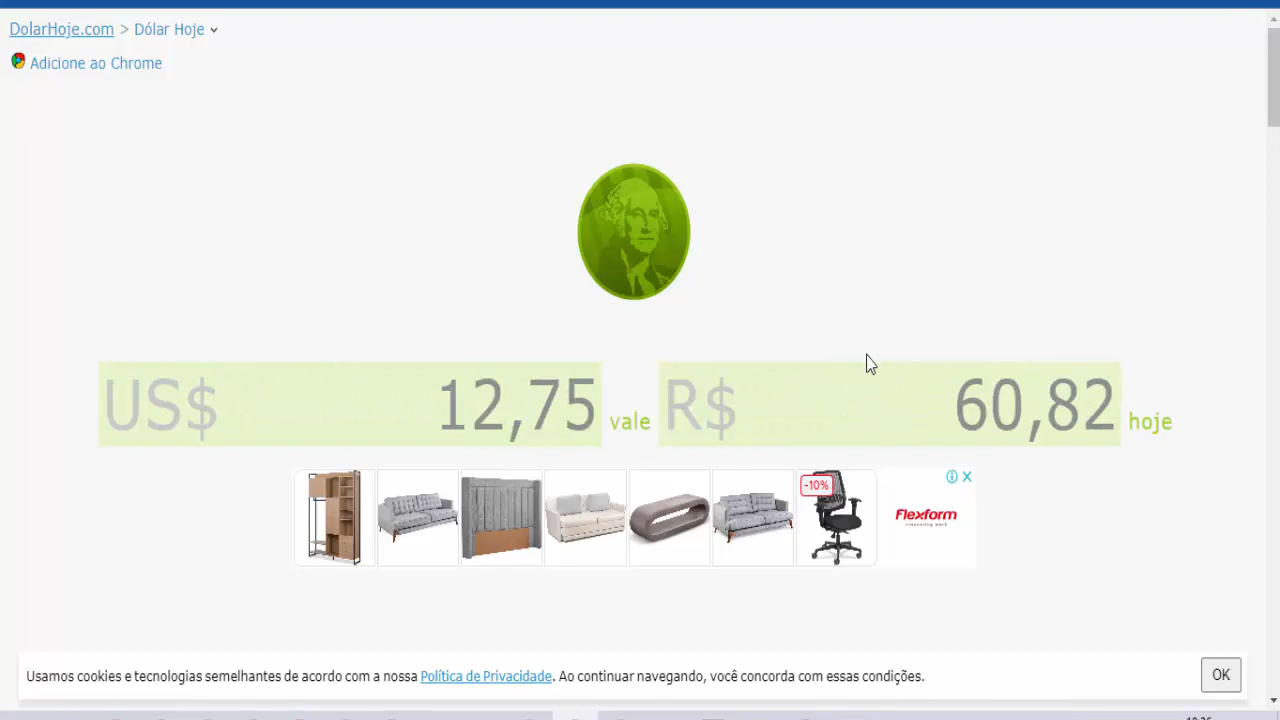 DolarHoje.com > Dólar Hoje
Adicione ao Chrome
US$ 12,75 vale R$ 60,82 hoje
-10%
Flexform
Usamos cookies e tecnologias semelhantes de acordo com a nossa Política de Privacidade. Ao continuar navegando, você concorda com essas condições.
OK